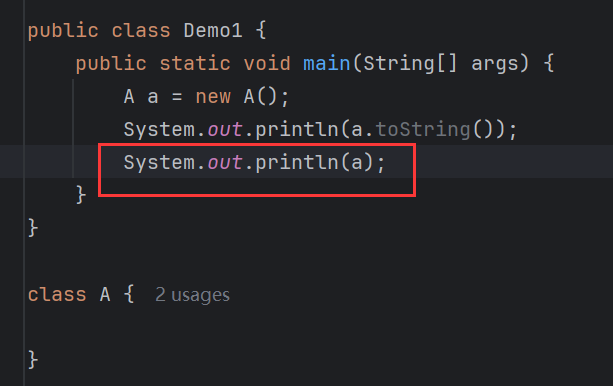 public class Demo1 {
    public static void main(String[] args) {
        A a = new A();
        System.out.println(a.toString());
        System.out.println(a);
    }
}
class A {  2 usages
}